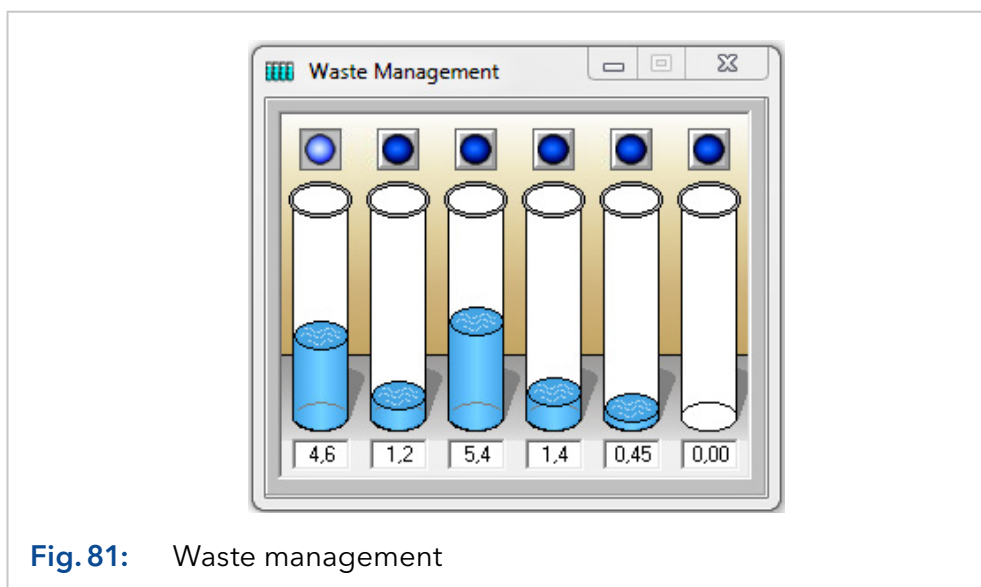 Waste Management
4,6 1,2 5,4 1,4 0,45 0,00
Fig. 81: Waste management